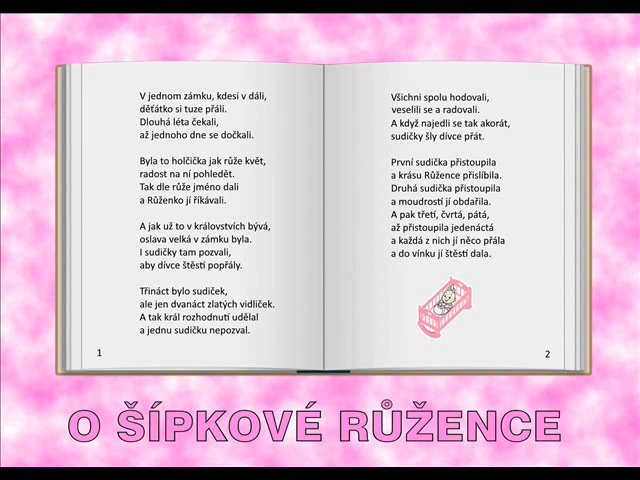 V jednom zámku, kdesi v dáli,
děťátko si tuze přáli.
Dlouhá léta čekali,
až jednoho dne se dočkali.
Byla to holčička jak růže květ,
radost na ní pohledět.
Tak dle růže jméno dali
a Růženko jí říkávali.
A jak už to v královstvích bývá,
oslava velká v zámku byla.
I sudičky tam pozvali,
aby dívce štěstí popřály.
Třináct bylo sudiček,
ale jen dvanáct zlatých vidliček.
A tak král rozhodnutí udělal
a jednu sudičku nepozval.
1
Všichni spolu hodovali,
veselili se a radovali.
A když najedli se tak akorát,
sudičky šly dívce přát.
První sudička přistoupila
a krásu Růžence přislíbila.
Druhá sudička přistoupila
a moudrostí jí obdařila.
A pak třetí, čtvrtá, pátá,
až přistoupila jedenáctá
a každá z nich jí něco přála
a do vínku jí štěstí dala.
2
O ŠÍPKOVÉ RŮŽENCE